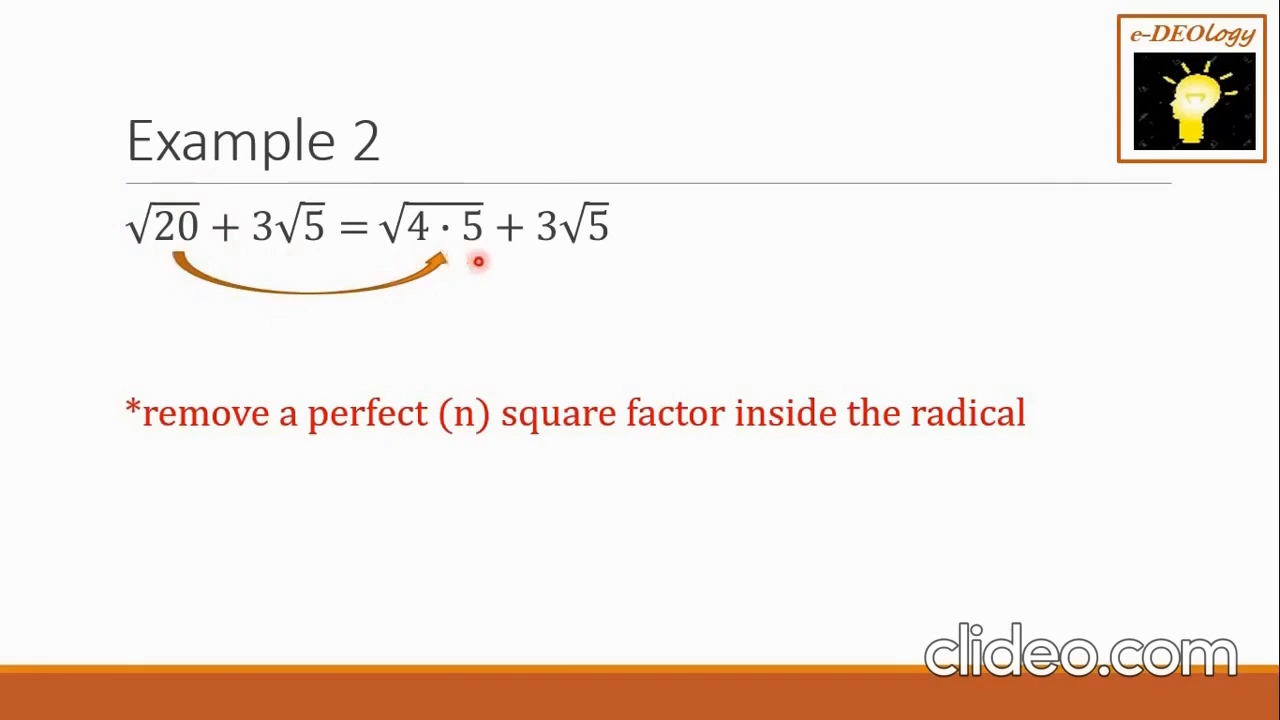 e-DEOlogy
Example 2
√20 + 3√5 = √4 · 5 + 3√5
*remove a perfect (n) square factor inside the radical
clideo.com